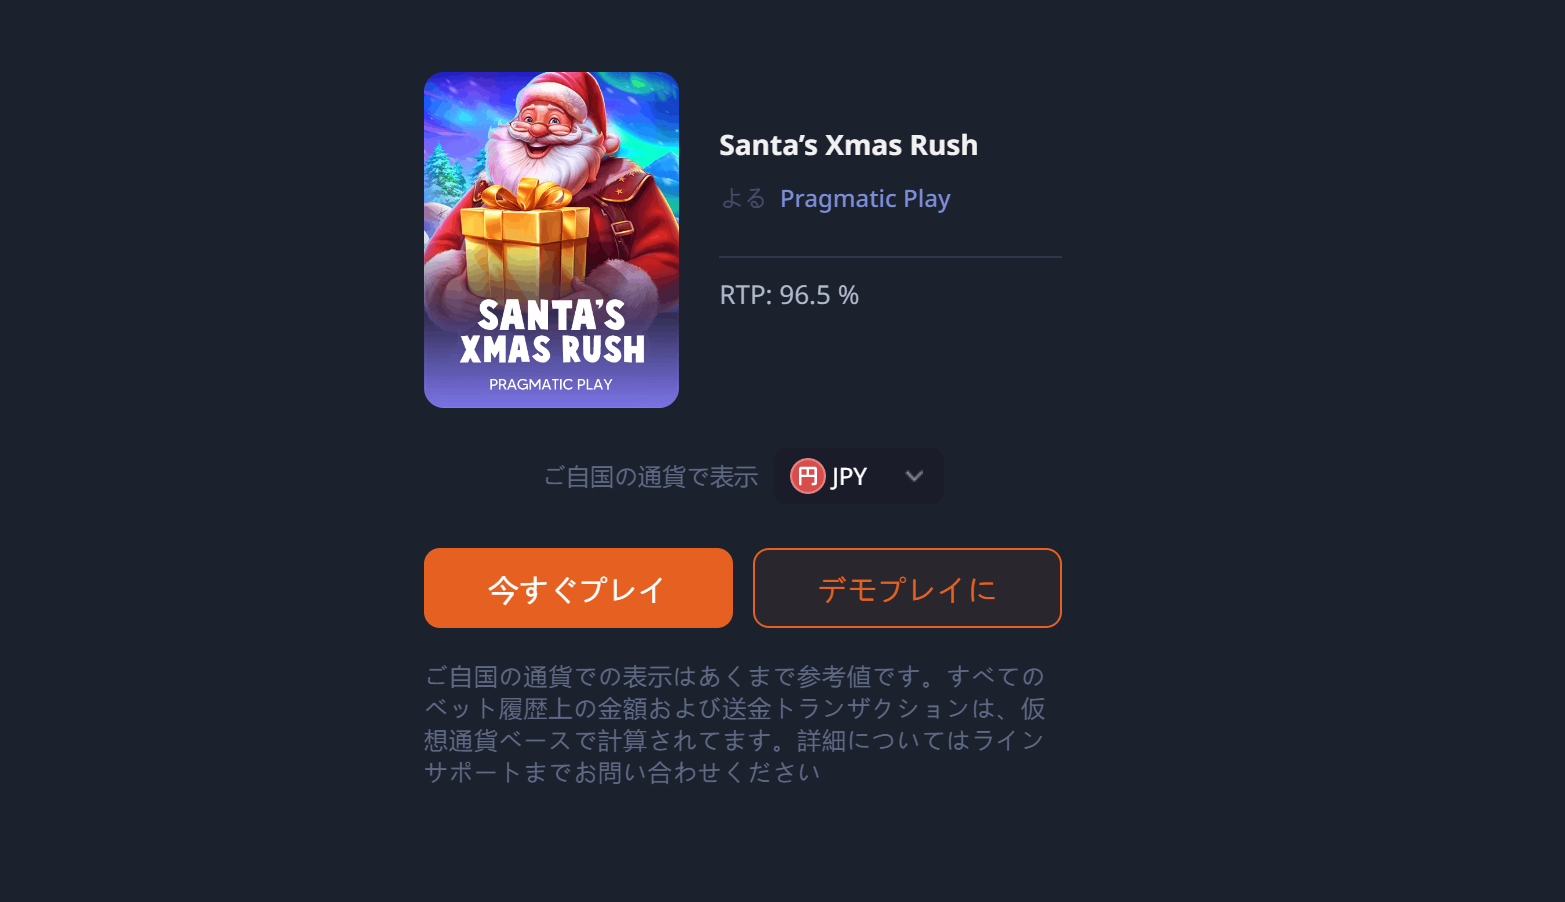 SANTA'S
XMAS RUSH
PRAGMATIC PLAY
Santa’s Xmas Rush
よる Pragmatic Play
RTP: 96.5 %
ご自国の通貨で表示 円 JPY
今すぐプレイ
デモプレイに
ご自国の通貨での表示はあくまで参考値です。すべての
ベット履歴上の金額および送金トランザクションは、仮
想通貨ベースで計算されてます。詳細についてはライン
サポートまでお問い合わせください